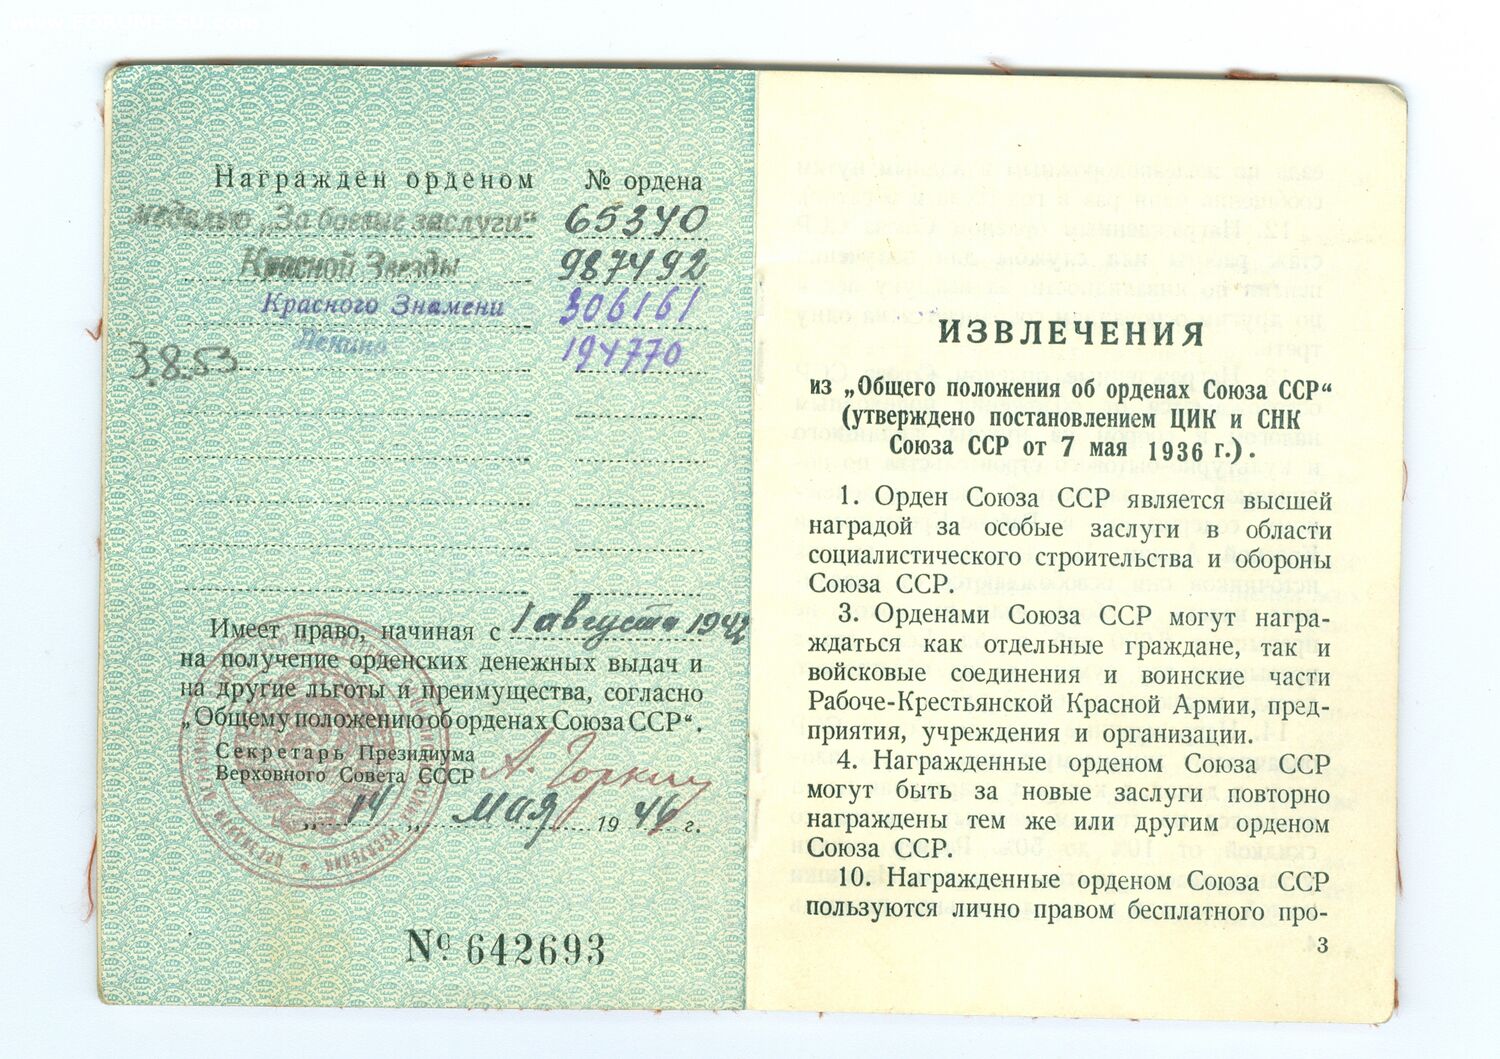 Награжден орденом № ордена
медалью „За боевые заслуги“ 65340
Красной Звезды 987492
Красного Знамени 306161
Ленина 194770
3.8.53
Имеет право, начиная с 1 августа 1942
на получение орденских денежных выдач и
на другие льготы и преимущества, согласно
„Общему положению об орденах Союза ССР“.
Секретарь Президиума
Верховного Совета СССР А. Горкин
„14„ мая 1946 г.
№ 642693
ИЗВЛЕЧЕНИЯ
из „Общего положения об орденах Союза ССР“
(утверждено постановлением ЦИК и СНК
Союза ССР от 7 мая 1936 г.).
1. Орден Союза ССР является высшей
наградой за особые заслуги в области
социалистического строительства и обороны
Союза ССР.
3. Орденами Союза ССР могут награ-
ждаться как отдельные граждане, так и
войсковые соединения и воинские части
Рабоче-Крестьянской Красной Армии, пред-
приятия, учреждения и организации.
4. Награжденные орденом Союза ССР
могут быть за новые заслуги повторно
награждены тем же или другим орденом
Союза ССР.
10. Награжденные орденом Союза ССР
пользуются лично правом бесплатного про-
3